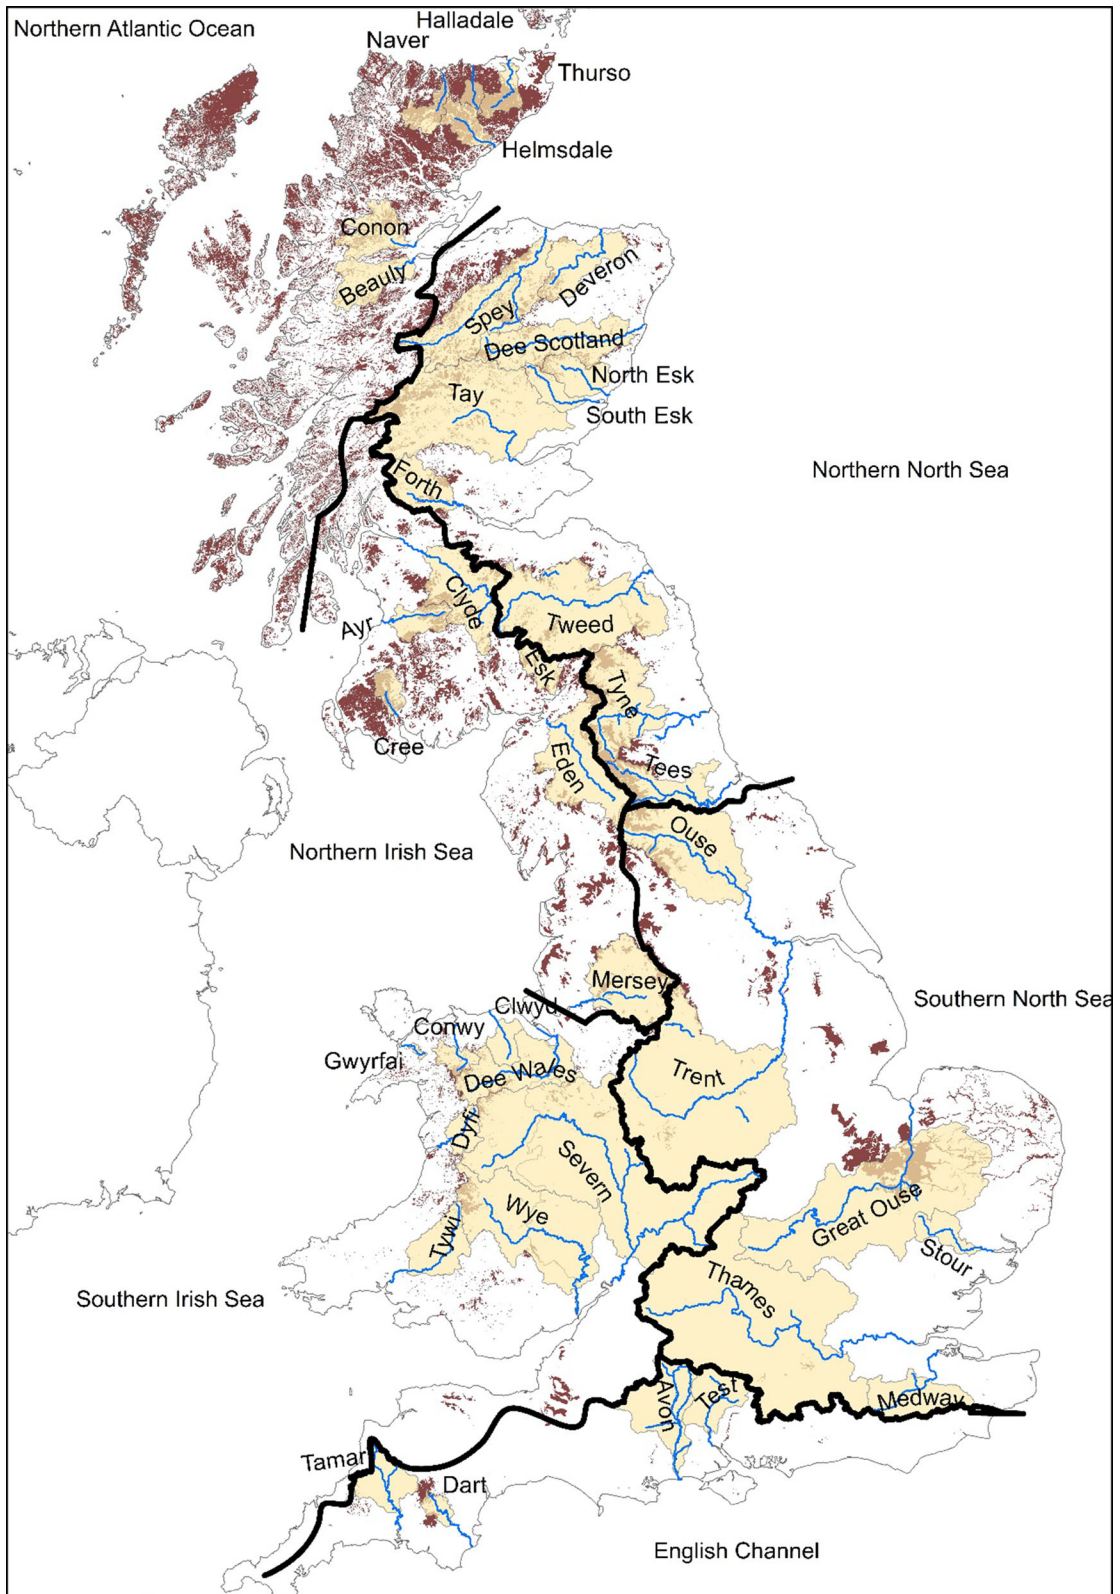 Halladale
Northern Atlantic Ocean
Naver
Thurso
Helmsdale
Conon
Beauly
Deveron
Spey
Dee Scotland
North Esk
Tay
South Esk
Northern North Sea
Forth
Clyde
Ayr
Tweed
Esk
Tyne
Cree
Eden
Tees
Ouse
Northern Irish Sea
Mersey
Southern North Sea
Clwyd
Conwy
Gwyrfai
Dee Wales
Trent
Dyfi
Severn
Wye
Great Ouse
Tywi
Stour
Thames
Southern Irish Sea
Avon
Test
Medway
Tamar
Dart
English Channel